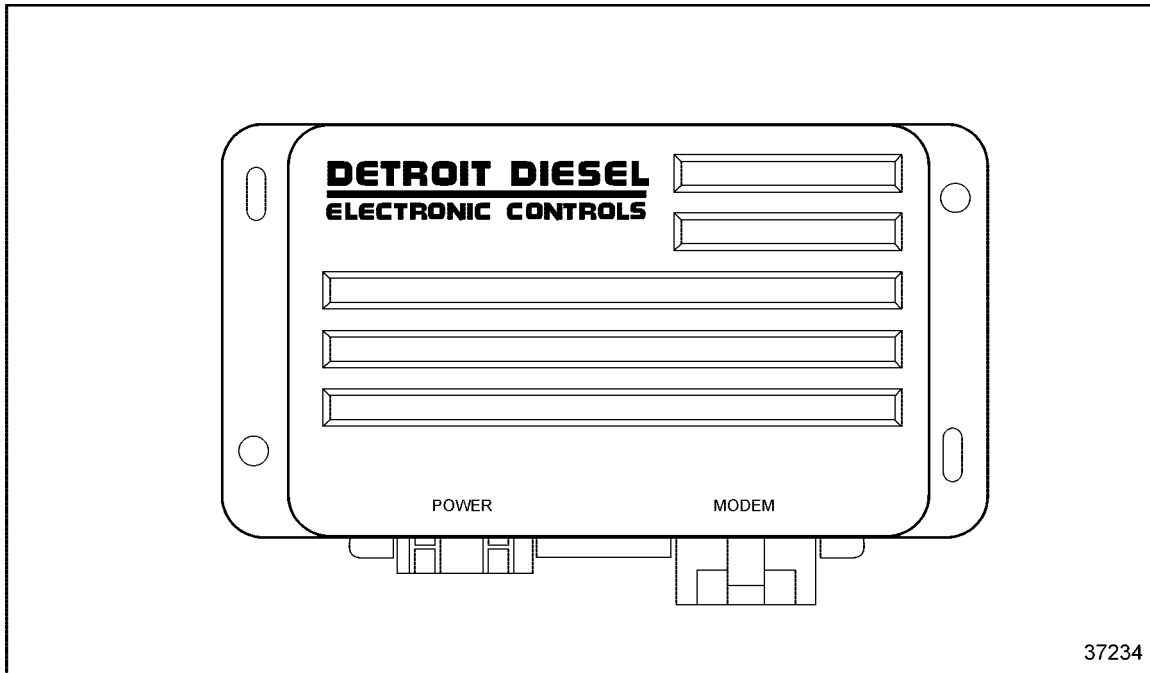 DETROIT DIESEL
ELECTRONIC CONTROLS
POWER
MODEM
37234